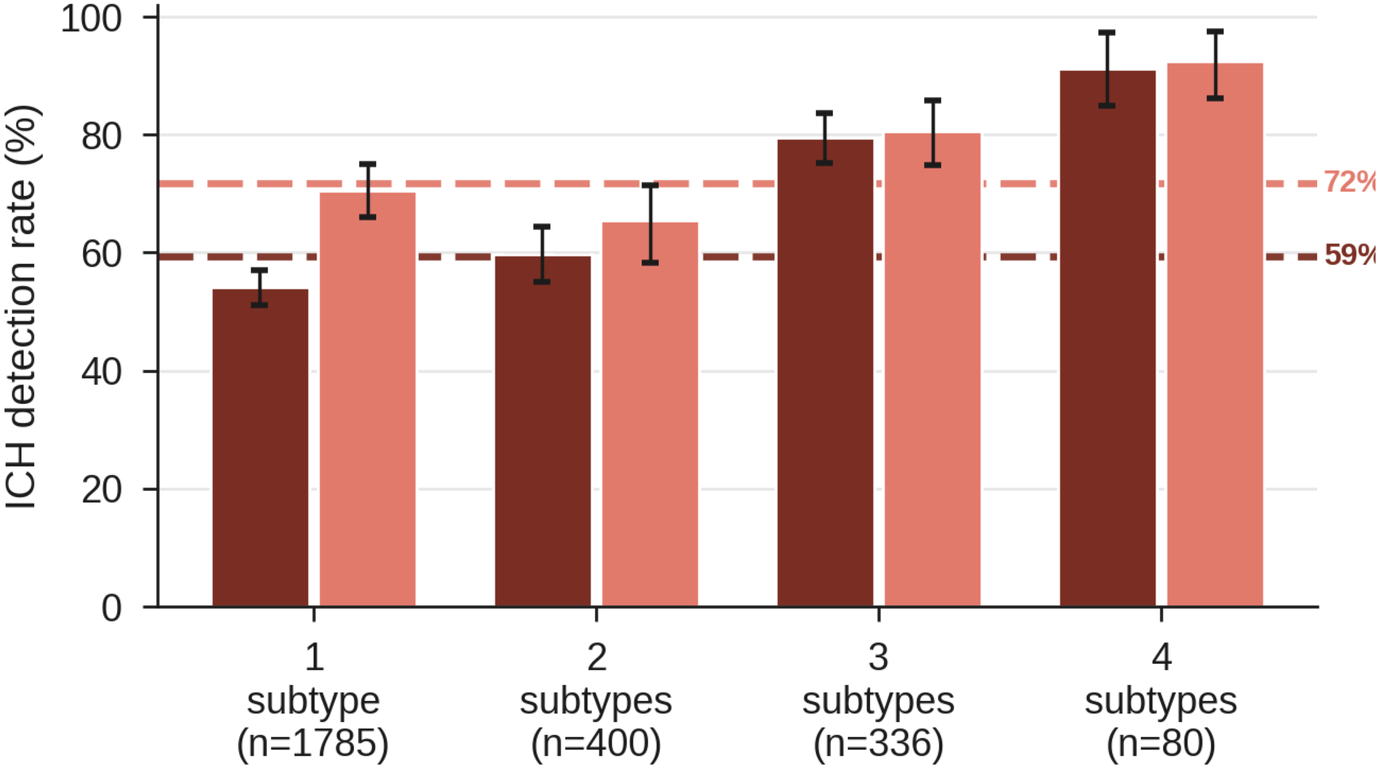 100
80
60
40
20
0
ICH detection rate (%)
72%
59%
1
subtype
(n=1785)
2
subtypes
(n=400)
3
subtypes
(n=336)
4
subtypes
(n=80)